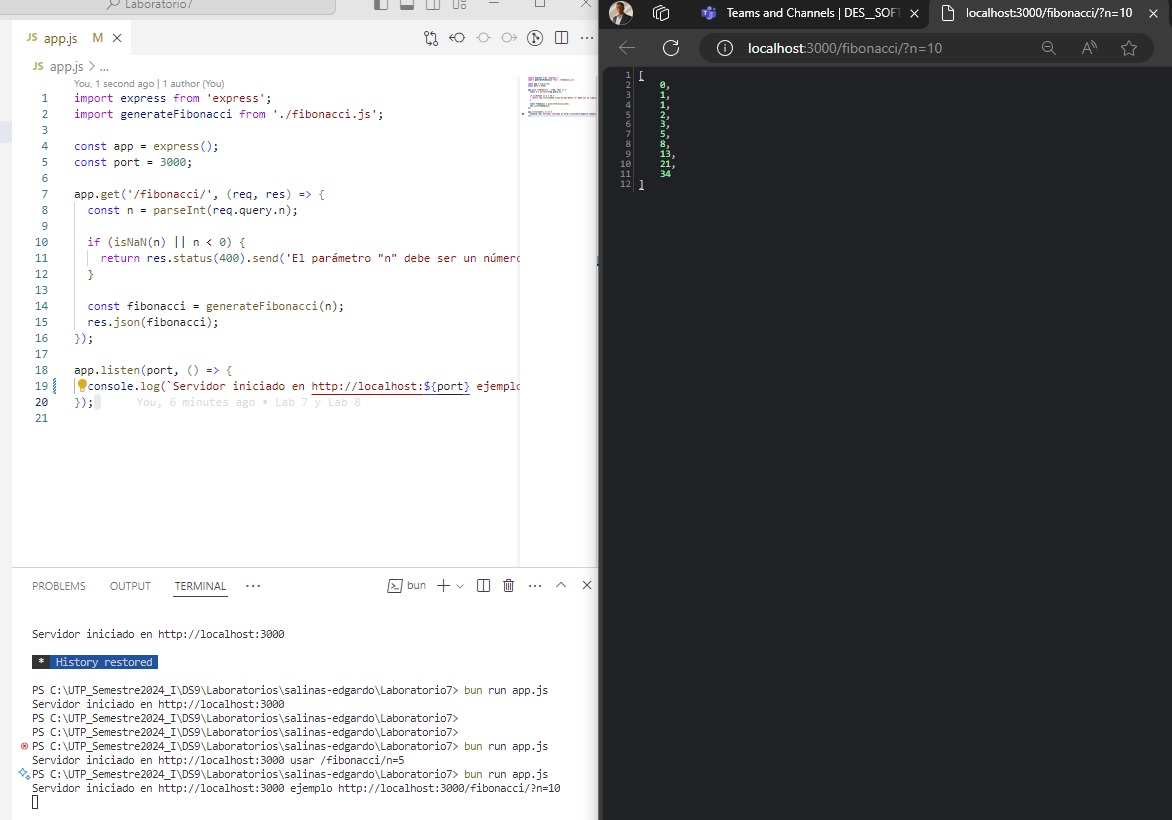 Laboratorio7
JS app.js M
JS app.js > ...
You, 1 second ago | 1 author (You)
1 import express from 'express';
2 import generateFibonacci from './fibonacci.js';
3
4 const app = express();
5 const port = 3000;
6
7 app.get('/fibonacci/', (req, res) => {
8 const n = parseInt(req.query.n);
9
10 if (isNaN(n) || n < 0) {
11 return res.status(400).send('El parámetro "n" debe ser un número
12 }
13
14 const fibonacci = generateFibonacci(n);
15 res.json(fibonacci);
16 });
17
18 app.listen(port, () => {
19 console.log(`Servidor iniciado en http://localhost:${port} ejemplo
20 }); You, 6 minutes ago • Lab 7 y Lab 8
21
PROBLEMS OUTPUT TERMINAL ... bun
Servidor iniciado en http://localhost:3000
* History restored
PS C:\UTP_Semestre2024_I\DS9\Laboratorios\salinas-edgardo\Laboratorio7> bun run app.js
Servidor iniciado en http://localhost:3000
PS C:\UTP_Semestre2024_I\DS9\Laboratorios\salinas-edgardo\Laboratorio7>
PS C:\UTP_Semestre2024_I\DS9\Laboratorios\salinas-edgardo\Laboratorio7>
PS C:\UTP_Semestre2024_I\DS9\Laboratorios\salinas-edgardo\Laboratorio7> bun run app.js
Servidor iniciado en http://localhost:3000 usar /fibonacci/n=5
PS C:\UTP_Semestre2024_I\DS9\Laboratorios\salinas-edgardo\Laboratorio7> bun run app.js
Servidor iniciado en http://localhost:3000 ejemplo http://localhost:3000/fibonacci/?n=10
Teams and Channels | DES__SOFT localhost:3000/fibonacci/?n=10
localhost:3000/fibonacci/?n=10
1 [
2 0,
3 1,
4 1,
5 2,
6 3,
7 5,
8 8,
9 13,
10 21,
11 34
12 ]